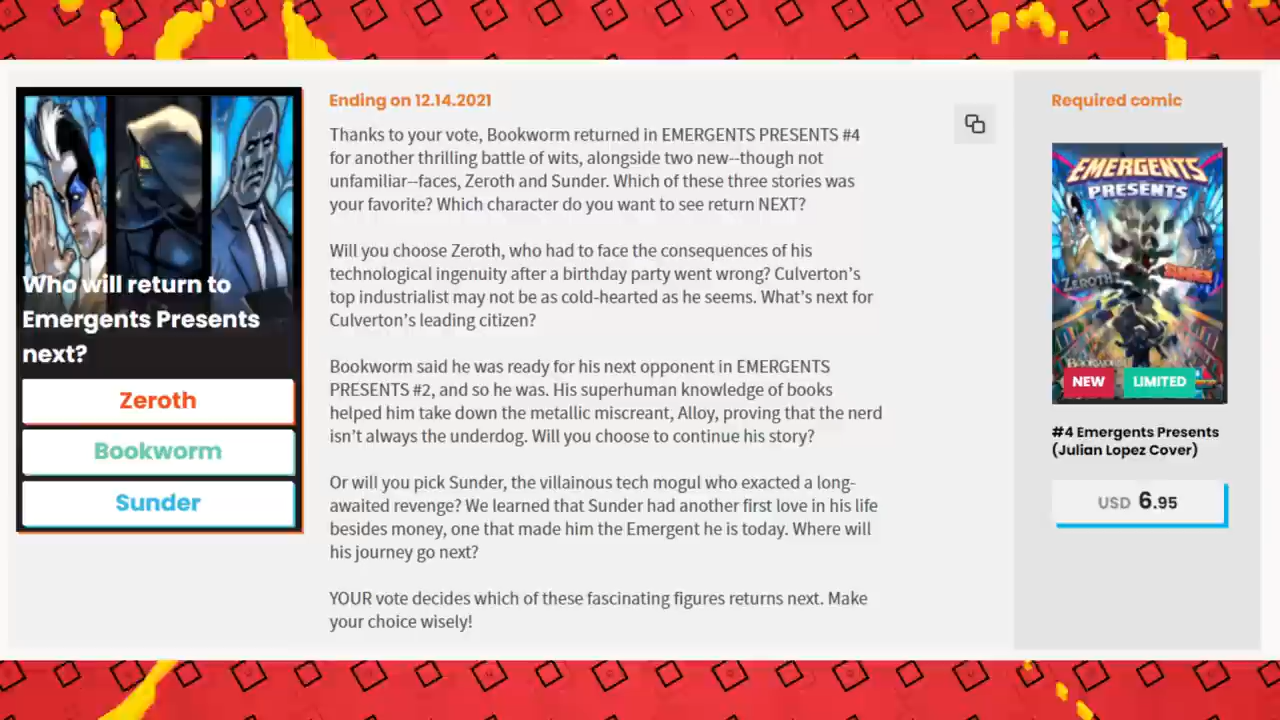 Who will return to
Emergents Presents
next?
Zeroth
Bookworm
Sunder
Ending on 12.14.2021
Thanks to your vote, Bookworm returned in EMERGENTS PRESENTS #4
for another thrilling battle of wits, alongside two new--though not
unfamiliar--faces, Zeroth and Sunder. Which of these three stories was
your favorite? Which character do you want to see return NEXT?
Will you choose Zeroth, who had to face the consequences of his
technological ingenuity after a birthday party went wrong? Culverton's
top industrialist may not be as cold-hearted as he seems. What's next for
Culverton's leading citizen?
Bookworm said he was ready for his next opponent in EMERGENTS
PRESENTS #2, and so he was. His superhuman knowledge of books
helped him take down the metallic miscreant, Alloy, proving that the nerd
isn't always the underdog. Will you choose to continue his story?
Or will you pick Sunder, the villainous tech mogul who exacted a long-
awaited revenge? We learned that Sunder had another first love in his life
besides money, one that made him the Emergent he is today. Where will
his journey go next?
YOUR vote decides which of these fascinating figures returns next. Make
your choice wisely!
Required comic
EMERGENTS
PRESENTS
ZEROTH
SUNDER
BOOKWORM
NEW
LIMITED
#4 Emergents Presents
(Julian Lopez Cover)
USD 6.95